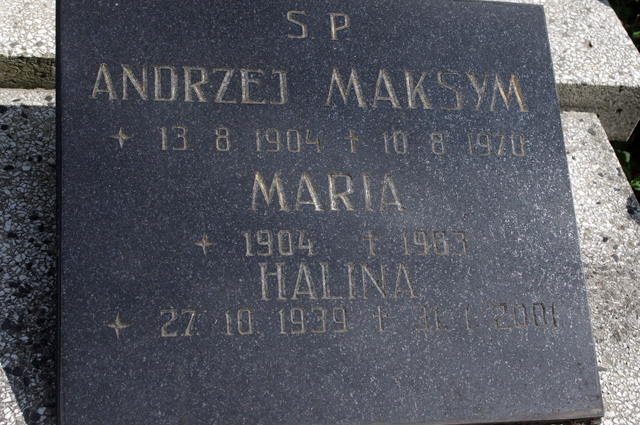 S P
ANDRZEJ MAKSYM
13 8 1904 † 10 8 1970
MARIA
1904 † 1983
HALINA
27 10 1939 † 31 1 2001